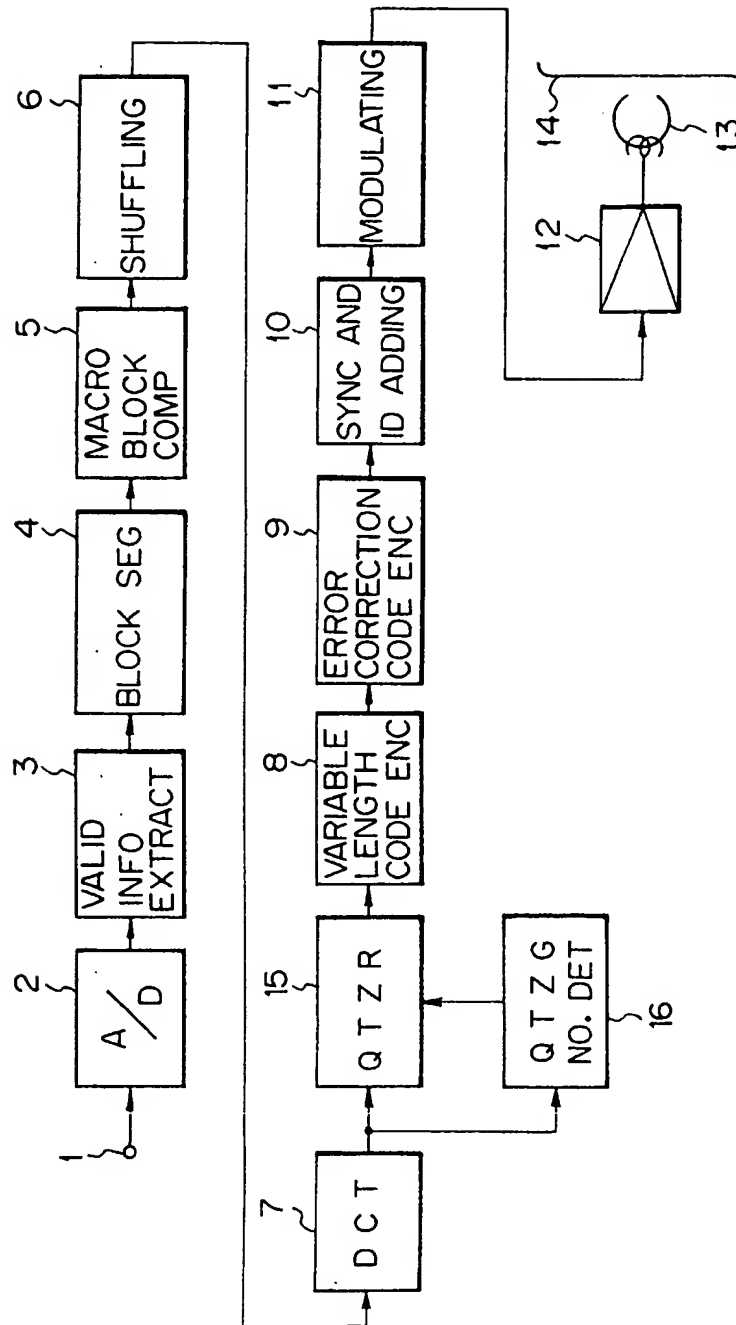 1
2
A/D
3
VALID
INFO
EXTRACT
4
BLOCK SEG
5
MACRO
BLOCK
COMP
6
SHUFFLING
7
DCT
15
QTZR
QTZG
NO. DET
16
8
VARIABLE
LENGTH
CODE ENC
9
ERROR
CORRECTION
CODE ENC
10
SYNC AND
ID ADDING
11
MODULATING
12
13
14